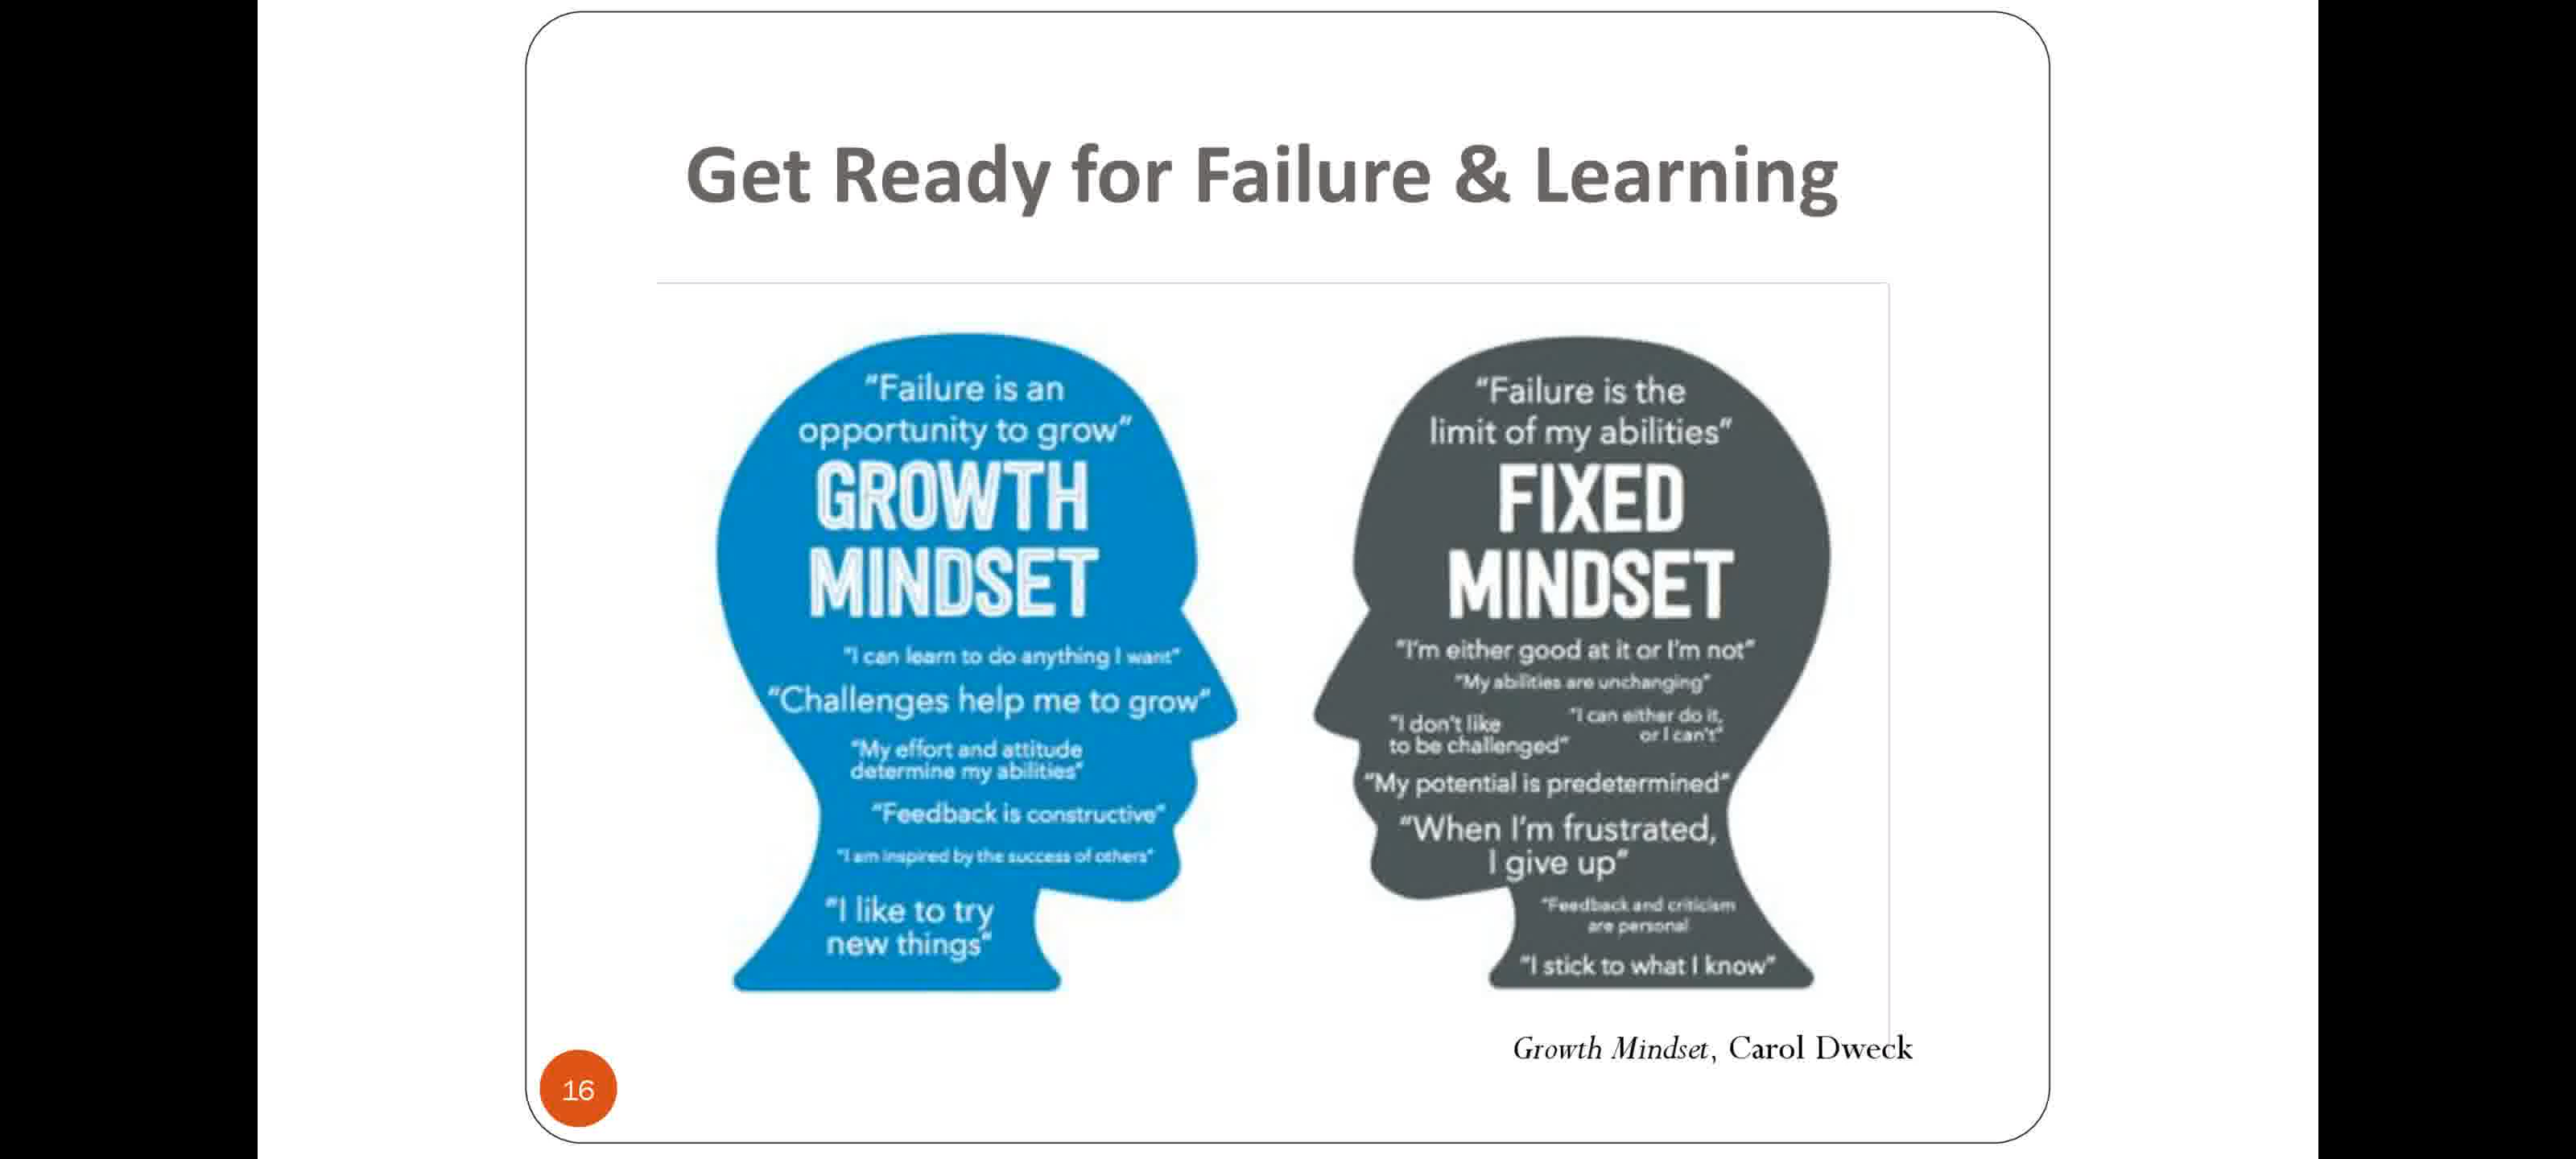 Get Ready for Failure & Learning
“Failure is an
opportunity to grow”
GROWTH
MINDSET
“I can learn to do anything I want”
“Challenges help me to grow”
“My effort and attitude
determine my abilities”
“Feedback is constructive”
“I am inspired by the success of others”
“I like to try
new things”
“Failure is the
limit of my abilities”
FIXED
MINDSET
“I’m either good at it or I’m not”
“My abilities are unchanging”
“I don’t like
to be challenged”
“I can either do it,
or I can’t”
“My potential is predetermined”
“When I’m frustrated,
I give up”
“Feedback and criticism
are personal
“I stick to what I know”
Growth Mindset, Carol Dweck
16